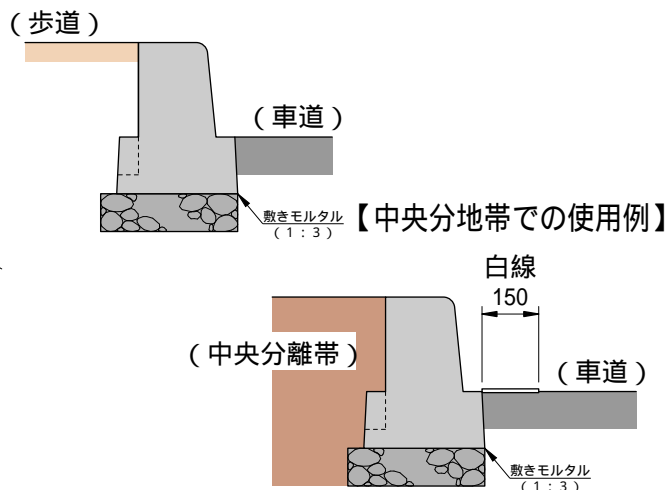 （歩道）
（車道）
敷きモルタル
（1：3）
【中央分地帯での使用例】
白線
150
（中央分離帯）
（車道）
敷きモルタル
（1：3）